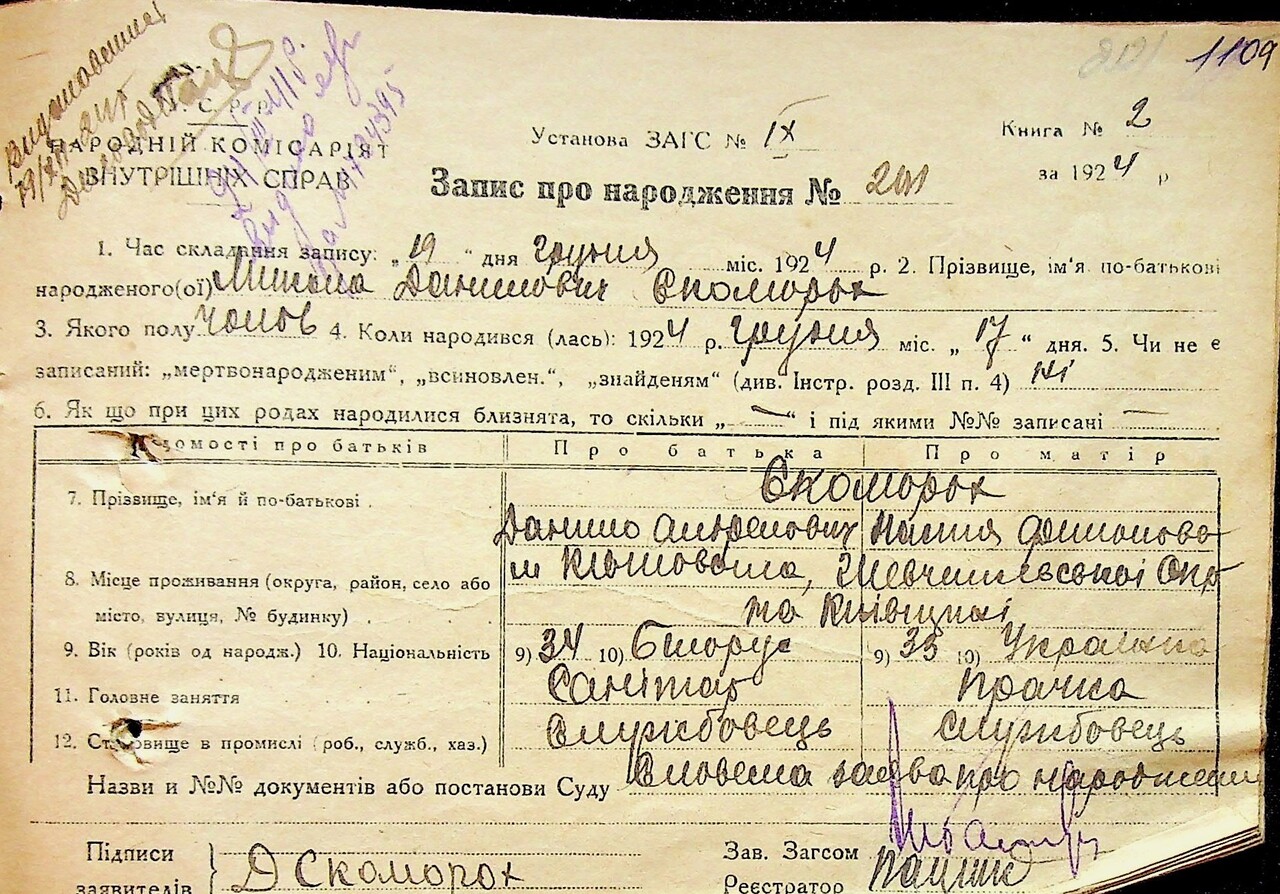 1109
У.С.Р.Р.
НАРОДНІЙ КОМІСАРІЯТ
ВНУТРІШНІХ СПРАВ
Установа ЗАГС № IX
Книга № 2
за 1924 р
Запис про народження № 201
1. Час складання запису: „19“ дня грудня міс. 1924 р. 2. Прізвище, ім'я по-батькові
народженого(ої) Микола Данилович Скоморох
3. Якого полу чолов 4. Коли народився (лась): 1924 р. грудня міс. „17“ дня. 5. Чи не є
записаний: „мертвонародженим“, „всиновлен.“, „знайденям“ (див. Інстр. розд. III п. 4) ні
6. Як що при цих родах народилися близнята, то скільки „—“ і під якими №№ записані —
Відомості про батьків Про батька Про матір
7. Прізвище, ім'я й по-батькові Скоморох
Данило Андреевич
8. Місце проживання (округа, район, село або
місто, вулиця, № будинку)
та Київщині
9. Вік (років од народж.) 10. Національність 9) 34 10) Білорус 9) 33 10) Українка
11. Головне заняття Санітар Прачка
12. Становище в промислі (роб., служб., хаз.) Службовець Службовець
Назви и №№ документів або постанови Суду Словесна заява про народження
Підписи
заявителів Д Скоморох
Зав. Загсом
Реєстратор